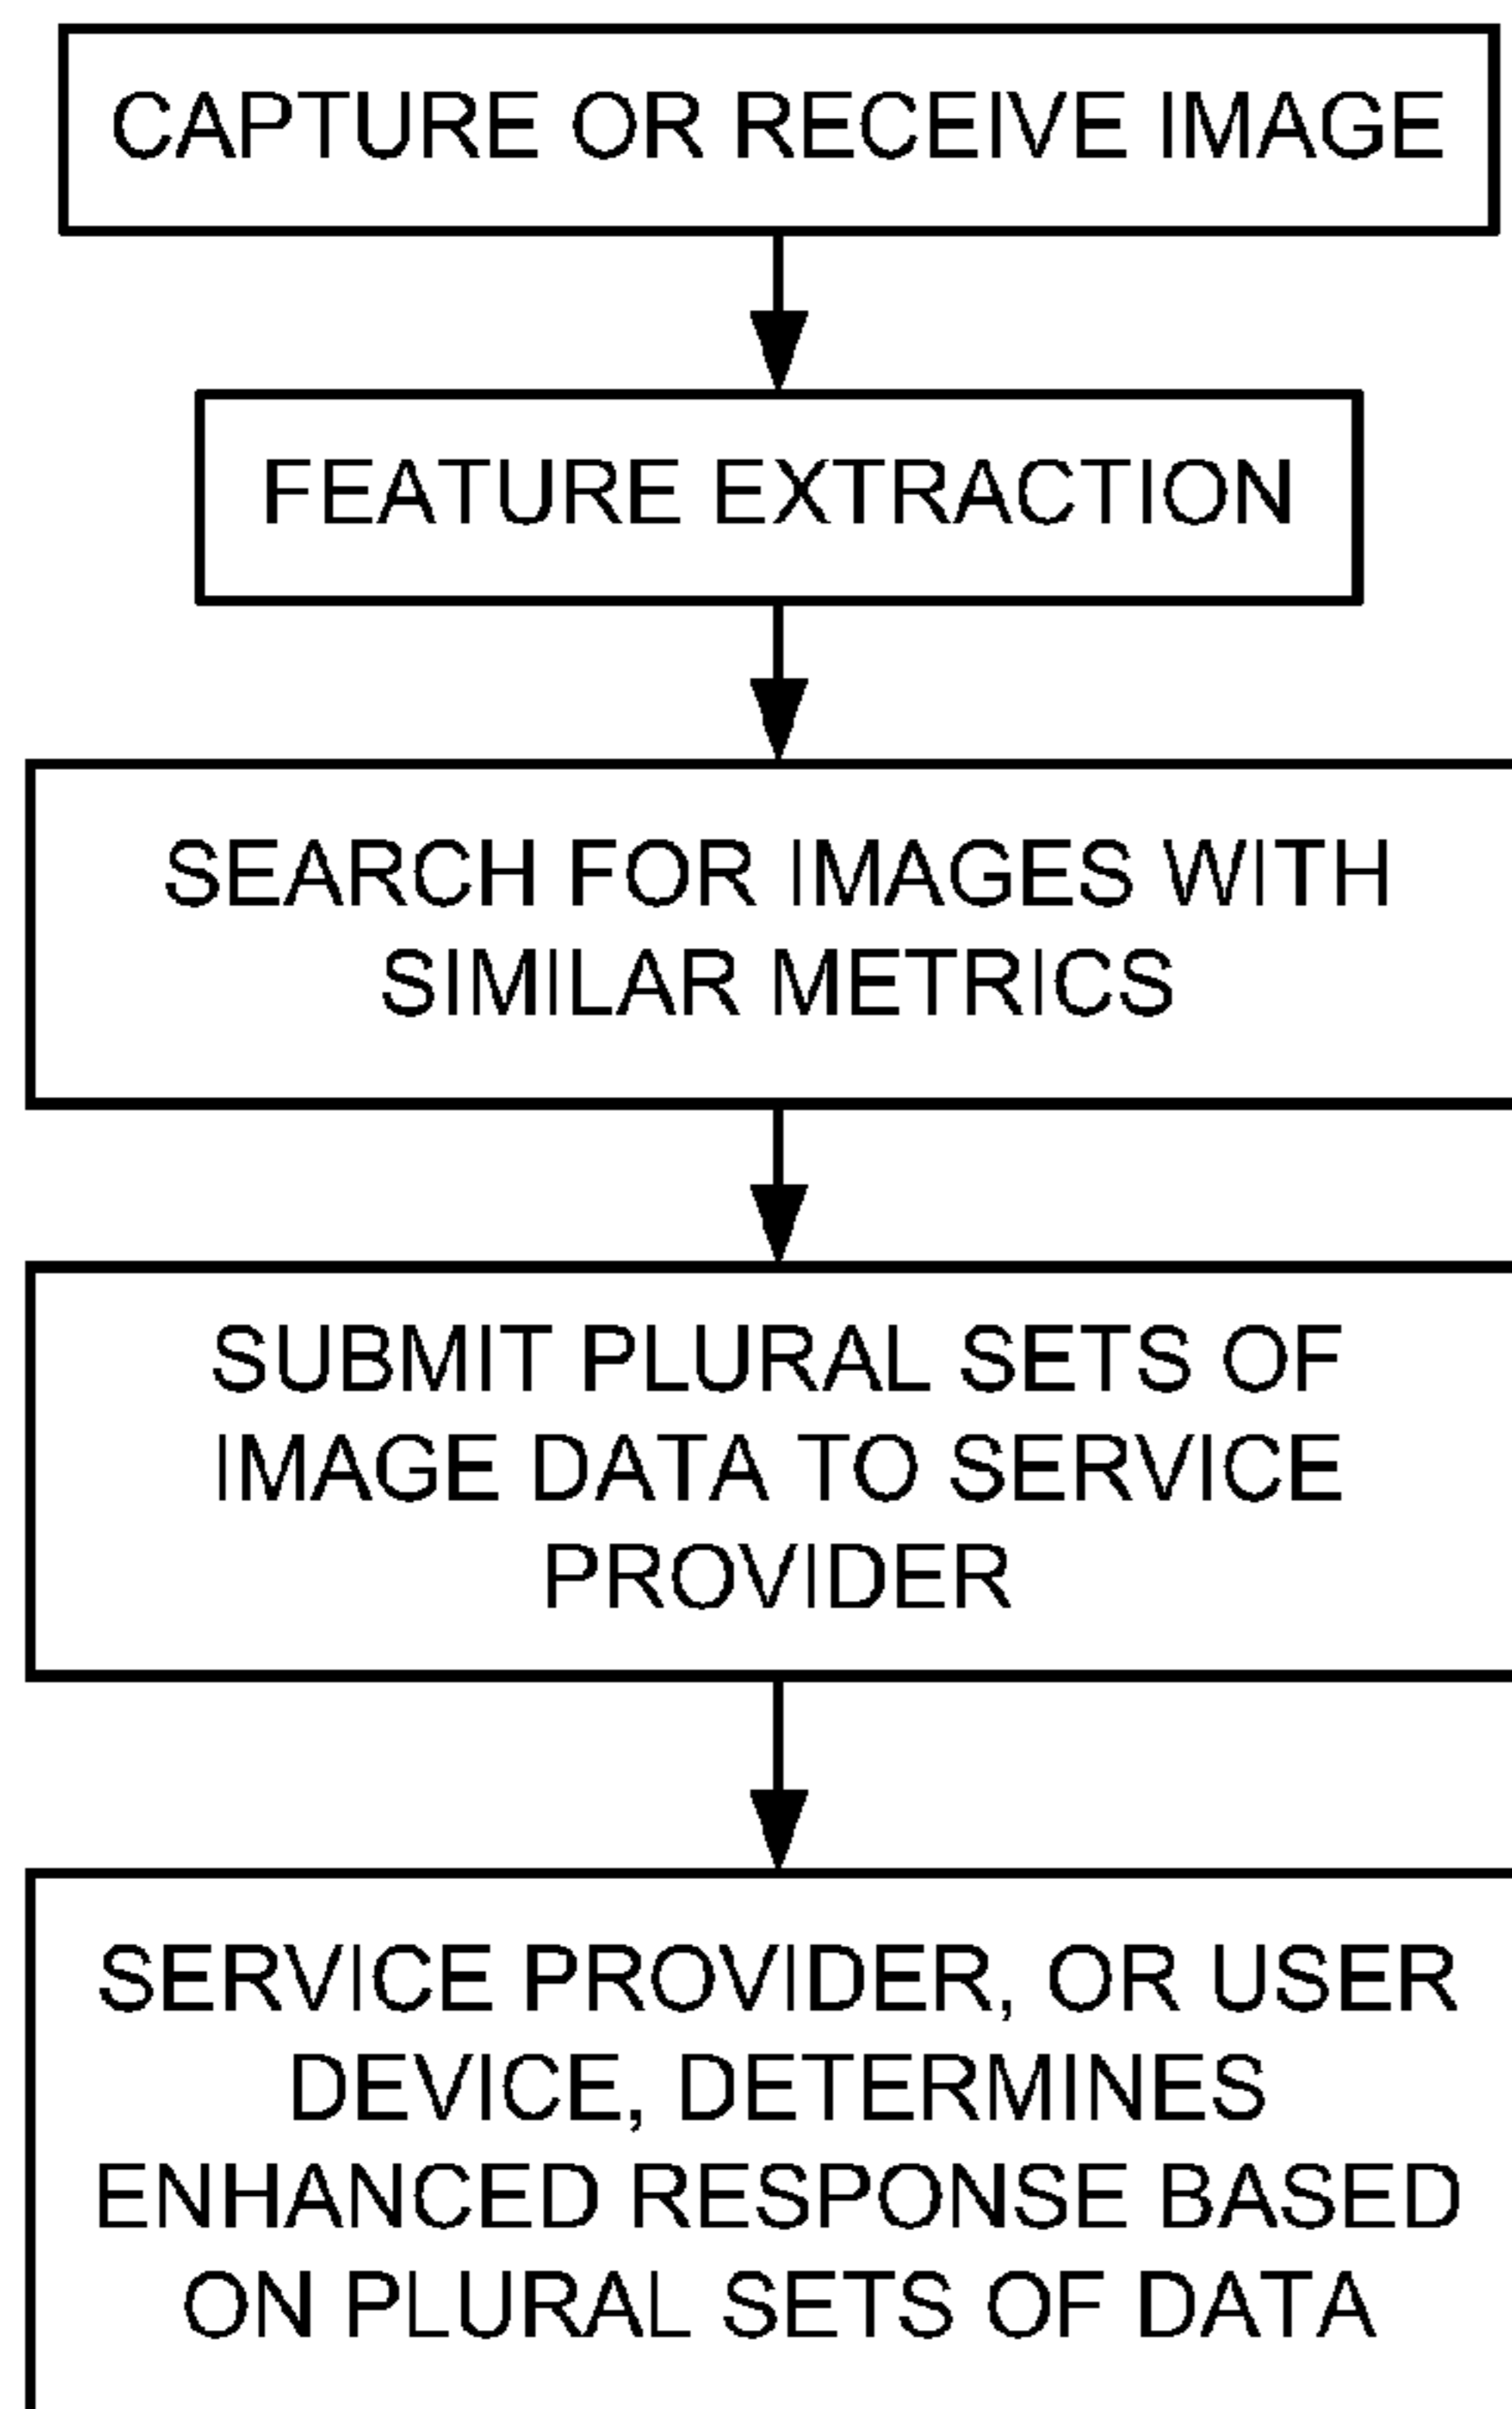 CAPTURE OR RECEIVE IMAGE
FEATURE EXTRACTION
SEARCH FOR IMAGES WITH
SIMILAR METRICS
SUBMIT PLURAL SETS OF
IMAGE DATA TO SERVICE
PROVIDER
SERVICE PROVIDER, OR USER
DEVICE, DETERMINES
ENHANCED RESPONSE BASED
ON PLURAL SETS OF DATA